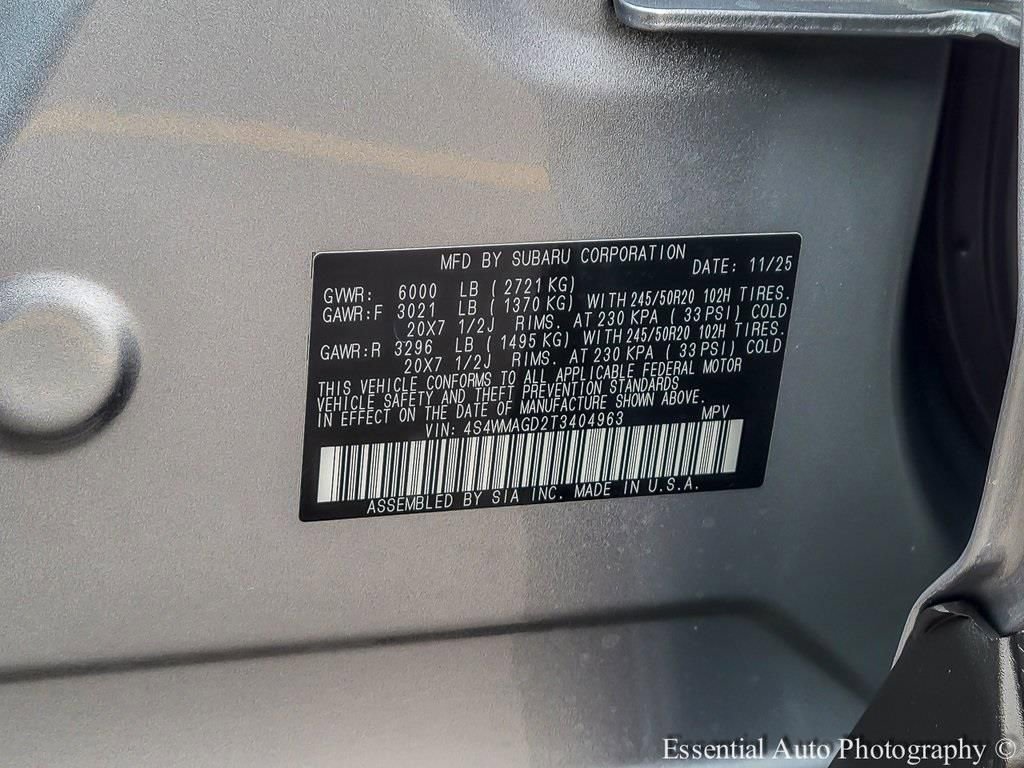 MFD BY SUBARU CORPORATION
DATE: 11/25
GVWR: 6000 LB ( 2721 KG)
GAWR:F 3021 LB ( 1370 KG) WITH 245/50R20 102H TIRES.
20X7 1/2J RIMS. AT 230 KPA ( 33 PSI) COLD
GAWR:R 3296 LB ( 1495 KG) WITH 245/50R20 102H TIRES.
20X7 1/2J RIMS. AT 230 KPA ( 33 PSI) COLD
THIS VEHICLE CONFORMS TO ALL APPLICABLE FEDERAL MOTOR
VEHICLE SAFETY AND THEFT PREVENTION STANDARDS
IN EFFECT ON THE DATE OF MANUFACTURE SHOWN ABOVE.
VIN: 4S4WMAGD2T3404963 MPV
ASSEMBLED BY SIA INC. MADE IN U.S.A.
Essential Auto Photography ©